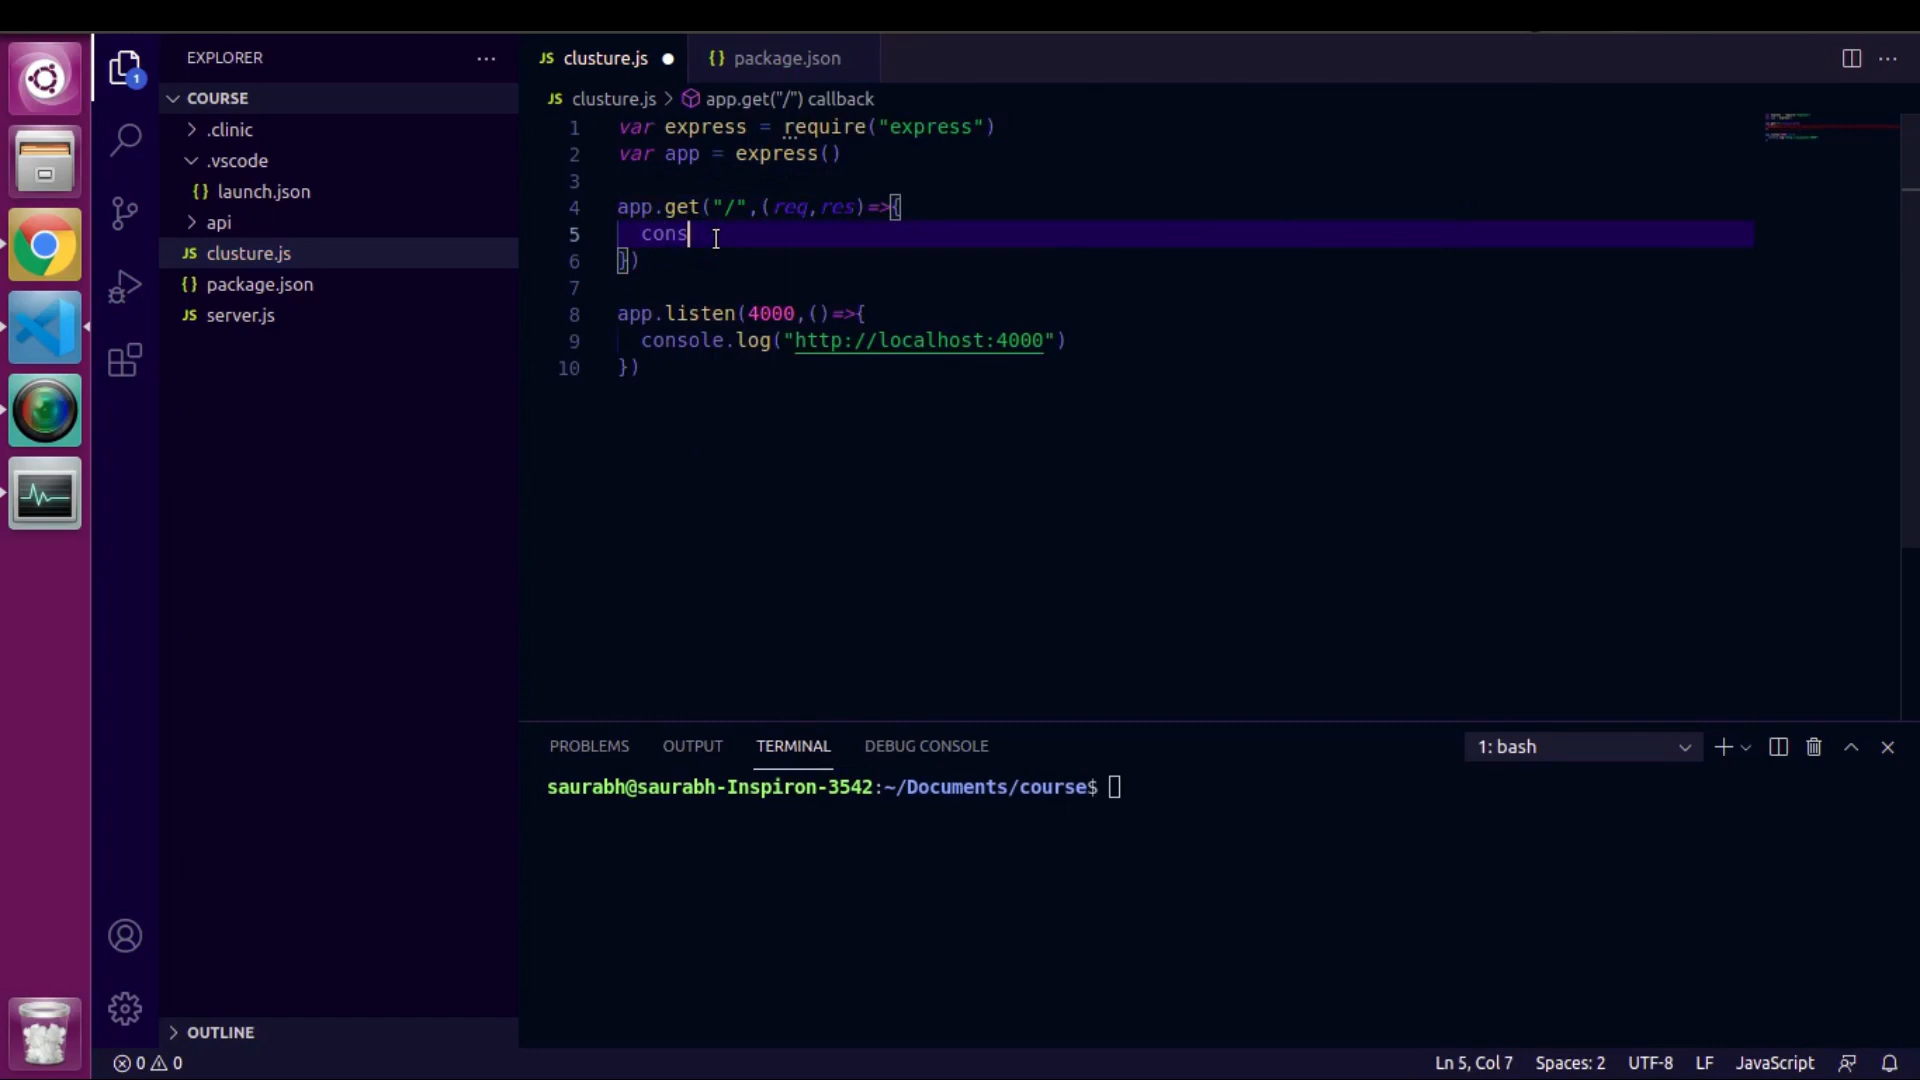 EXPLORER
COURSE
.clinic
.vscode
{} launch.json
api
JS clusture.js
{} package.json
JS server.js
OUTLINE
JS clusture.js
{} package.json
JS clusture.js > app.get("/") callback
1 var express = require("express")
2 var app = express()
3
4 app.get("/",(req,res)=>{
5 cons
6 })
7
8 app.listen(4000,()=>{
9 console.log("http://localhost:4000")
10 })
PROBLEMS OUTPUT TERMINAL DEBUG CONSOLE
1: bash
saurabh@saurabh-Inspiron-3542:~/Documents/course$
1
0 0
Ln 5, Col 7 Spaces: 2 UTF-8 LF JavaScript